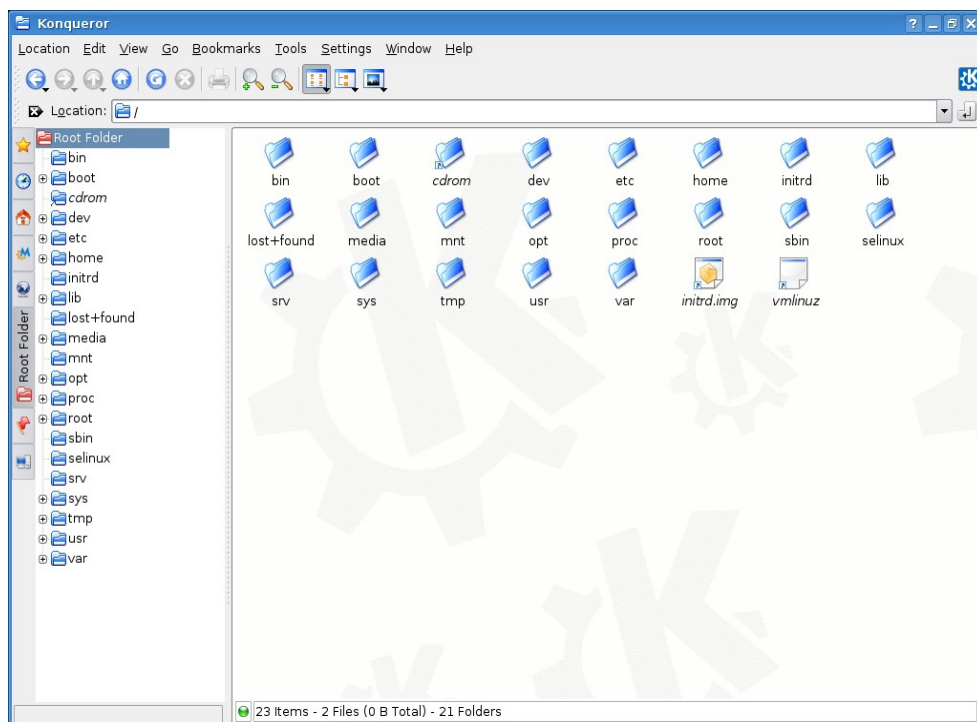 Konqueror
Location Edit View Go Bookmarks Tools Settings Window Help
Location: /
Root Folder
bin
boot
cdrom
dev
etc
home
initrd
lib
lost+found
media
mnt
opt
proc
root
sbin
selinux
srv
sys
tmp
usr
var
Root Folder
bin boot cdrom dev etc home initrd lib
lost+found media mnt opt proc root sbin selinux
srv sys tmp usr var initrd.img vmlinuz
23 Items - 2 Files (0 B Total) - 21 Folders